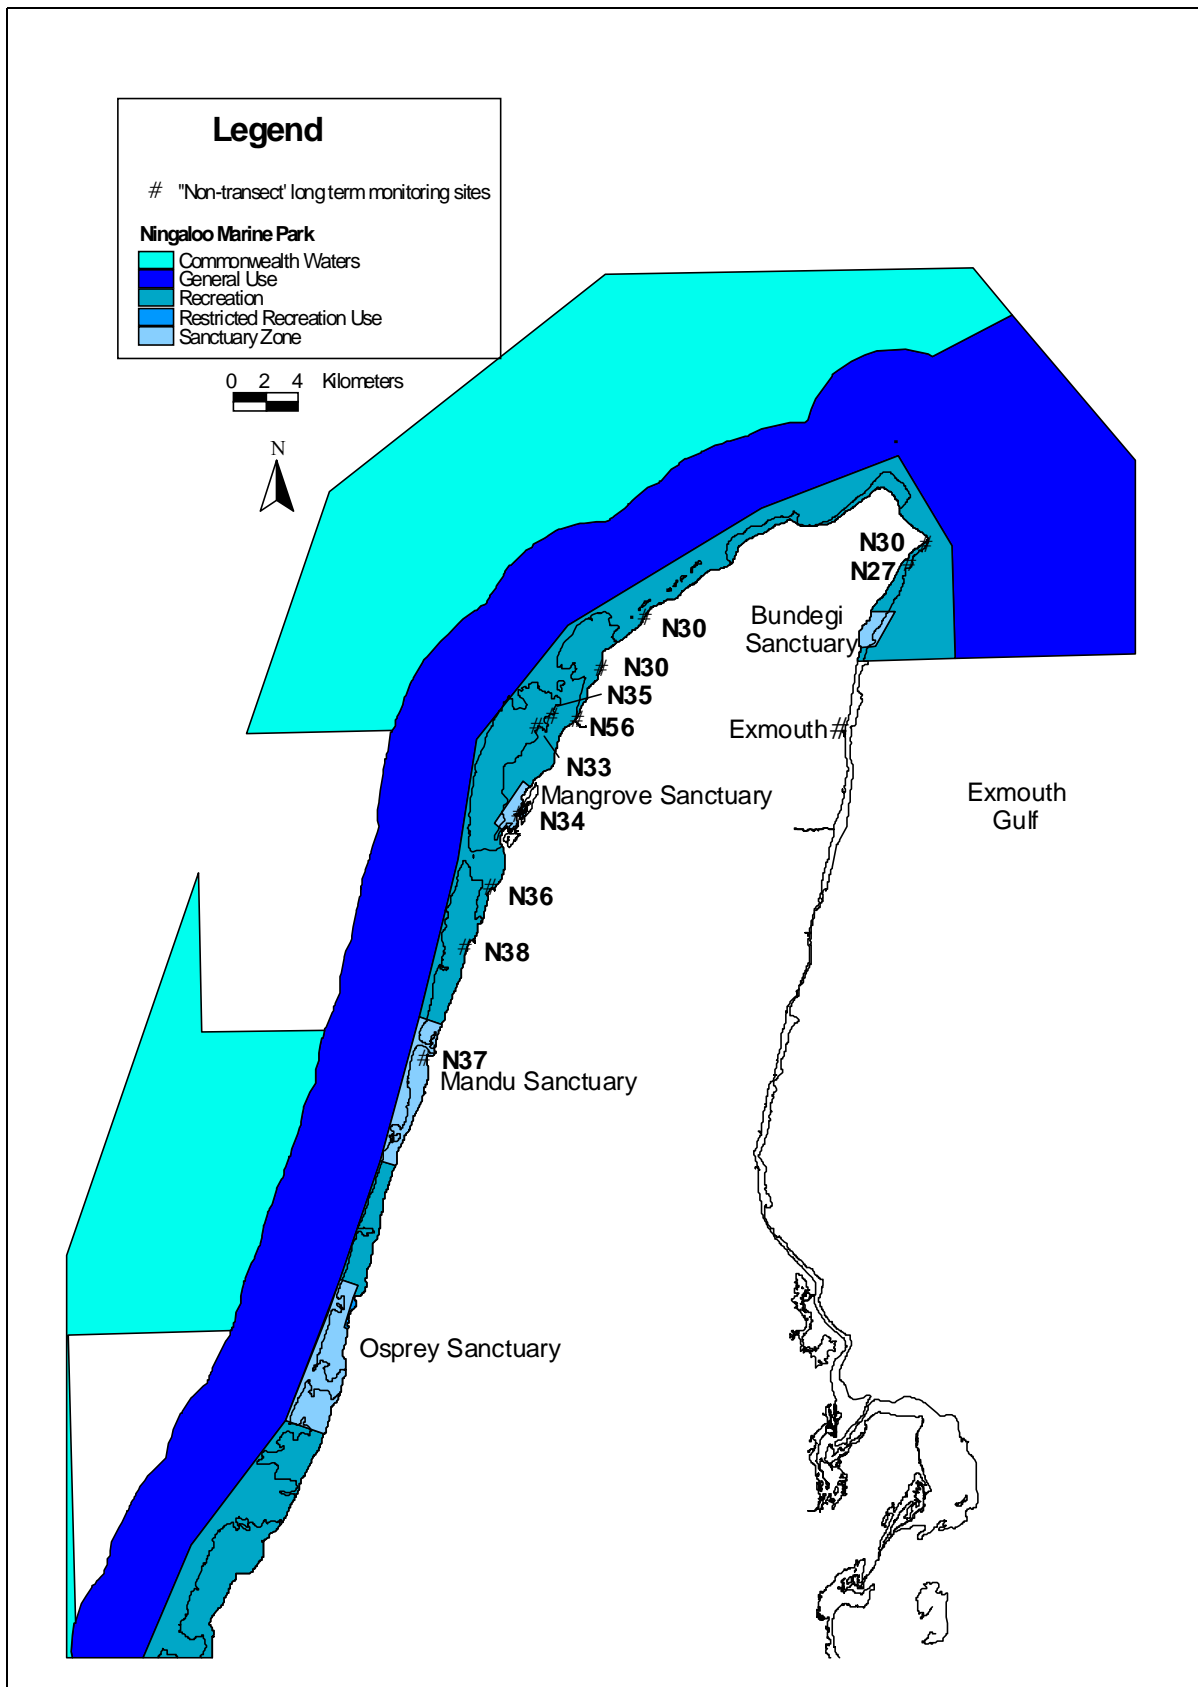 Legend
# "Non-transect' long term monitoring sites
Ningaloo Marine Park
Commonwealth Waters
General Use
Recreation
Restricted Recreation Use
Sanctuary Zone
0 2 4 Kilometers
N
N30
N27
Bundegi
Sanctuary
N30
N30
N35
N56
Exmouth #
N33
Mangrove Sanctuary
Exmouth
Gulf
N34
N36
N38
N37
Mandu Sanctuary
Osprey Sanctuary